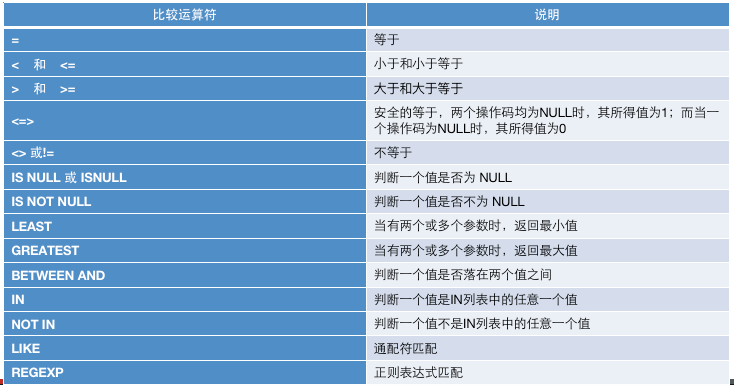 比较运算符 说明
= 等于
< 和 <= 小于和小于等于
> 和 >= 大于和大于等于
<=> 安全的等于，两个操作码均为NULL时，其所得值为1；而当一
个操作码为NULL时，其所得值为0
<> 或!= 不等于
IS NULL 或 ISNULL 判断一个值是否为 NULL
IS NOT NULL 判断一个值是否不为 NULL
LEAST 当有两个或多个参数时，返回最小值
GREATEST 当有两个或多个参数时，返回最大值
BETWEEN AND 判断一个值是否落在两个值之间
IN 判断一个值是IN列表中的任意一个值
NOT IN 判断一个值不是IN列表中的任意一个值
LIKE 通配符匹配
REGEXP 正则表达式匹配